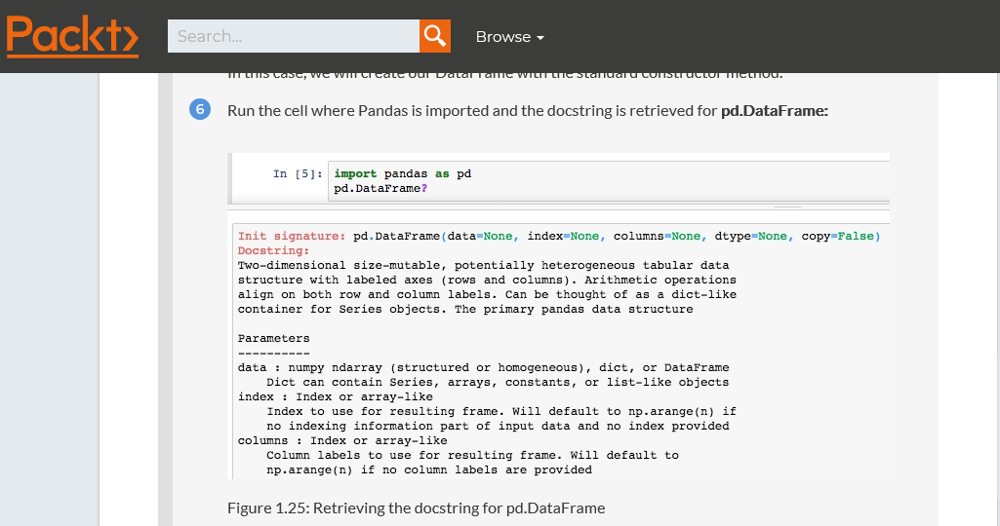 Packt>
Search...
Browse
In this case, we will create our DataFrame with the standard constructor method.
6
Run the cell where Pandas is imported and the docstring is retrieved for pd.DataFrame:
In [5]: import pandas as pd
pd.DataFrame?
Init signature: pd.DataFrame(data=None, index=None, columns=None, dtype=None, copy=False)
Docstring:
Two-dimensional size-mutable, potentially heterogeneous tabular data
structure with labeled axes (rows and columns). Arithmetic operations
align on both row and column labels. Can be thought of as a dict-like
container for Series objects. The primary pandas data structure
Parameters
----------
data : numpy ndarray (structured or homogeneous), dict, or DataFrame
Dict can contain Series, arrays, constants, or list-like objects
index : Index or array-like
Index to use for resulting frame. Will default to np.arange(n) if
no indexing information part of input data and no index provided
columns : Index or array-like
Column labels to use for resulting frame. Will default to
np.arange(n) if no column labels are provided
Figure 1.25: Retrieving the docstring for pd.DataFrame